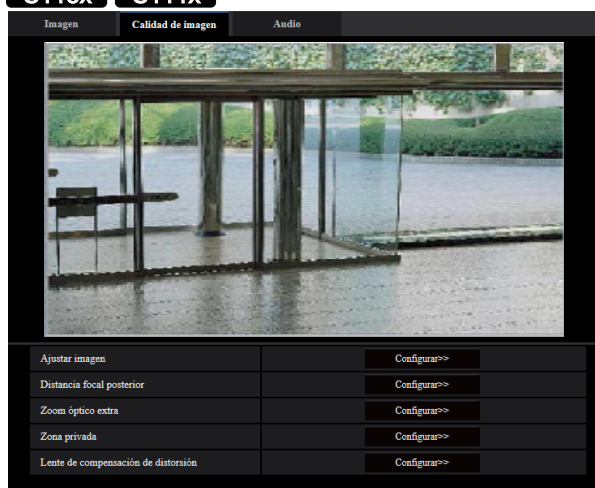 Imagen Calidad de imagen Audio
Ajustar imagen Configurar>>
Distancia focal posterior Configurar>>
Zoom óptico extra Configurar>>
Zona privada Configurar>>
Lente de compensación de distorsión Configurar>>